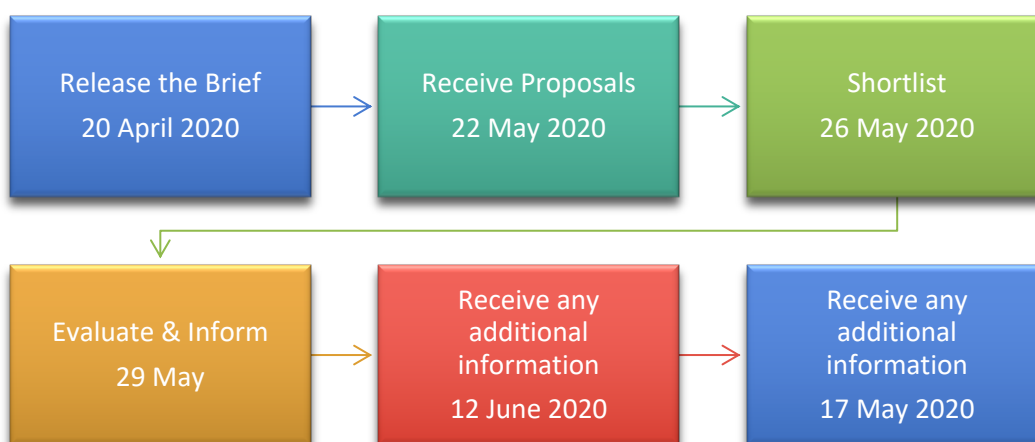 Release the Brief
20 April 2020
Receive Proposals
22 May 2020
Shortlist
26 May 2020
Evaluate & Inform
29 May
Receive any
additional
information
12 June 2020
Receive any
additional
information
17 May 2020